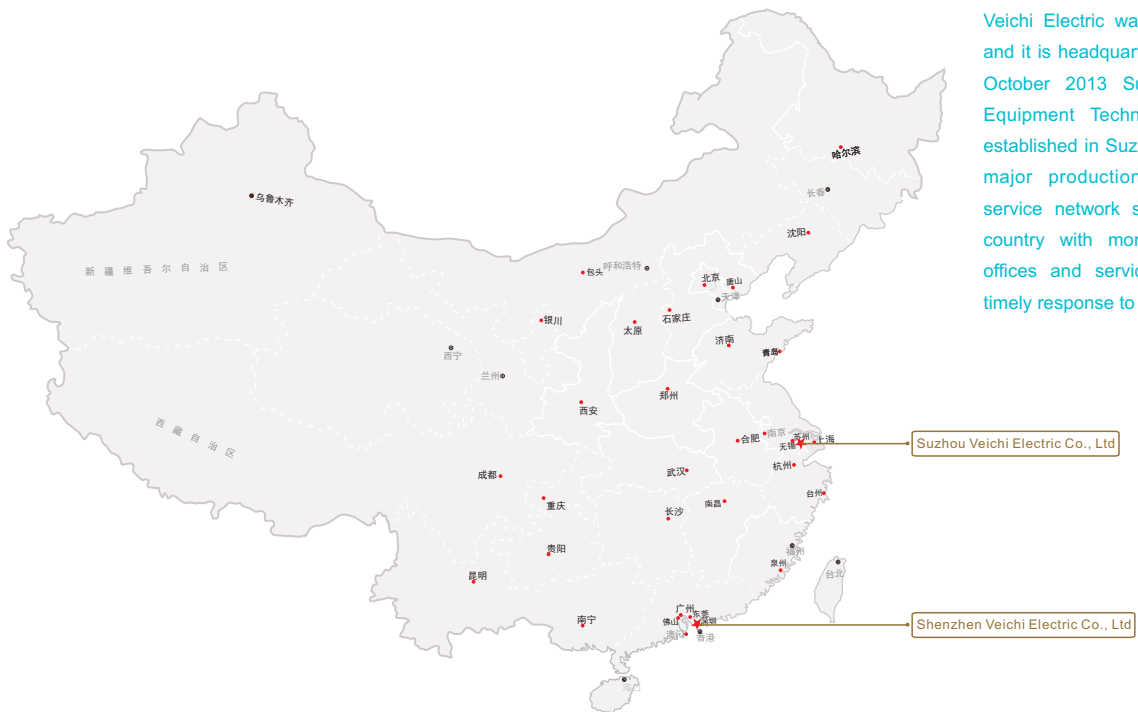 Veichi Electric wa
and it is headquar
October 2013 Su
Equipment Techn
established in Suz
major production
service network s
country with mor
offices and servic
timely response to
哈尔滨
长春
乌鲁木齐
沈阳
新疆维吾尔自治区
呼和浩特
包头
北京
唐山
天津
银川
太原
石家庄
济南
青岛
西宁
兰州
郑州
西安
西藏自治区
合肥
南京
苏州
无锡
上海
Suzhou Veichi Electric Co., Ltd
杭州
成都
武汉
台州
重庆
南昌
长沙
贵阳
福州
泉州
台北
昆明
南宁
广州
东莞
佛山
深圳
澳门
香港
Shenzhen Veichi Electric Co., Ltd
海口